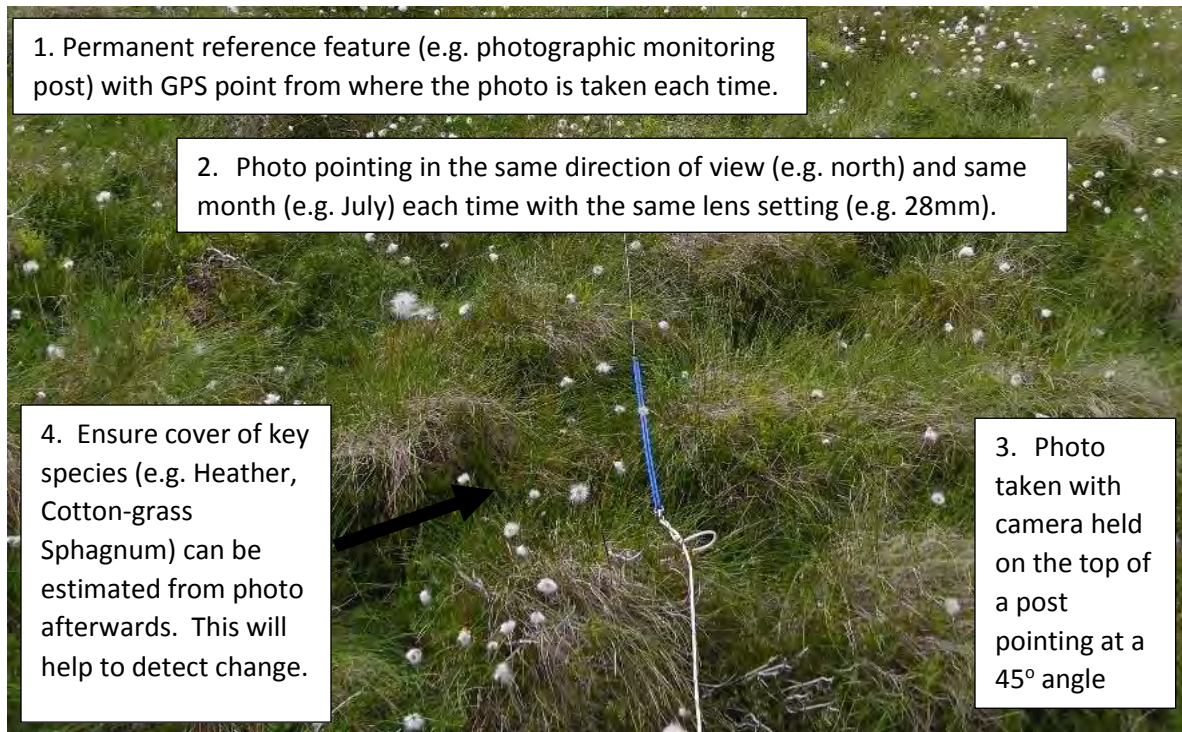 1. Permanent reference feature (e.g. photographic monitoring
post) with GPS point from where the photo is taken each time.
2. Photo pointing in the same direction of view (e.g. north) and same
month (e.g. July) each time with the same lens setting (e.g. 28mm).
4. Ensure cover of key
species (e.g. Heather,
Cotton-grass
Sphagnum) can be
estimated from photo
afterwards. This will
help to detect change.
3. Photo
taken with
camera held
on the top of
a post
pointing at a
45° angle